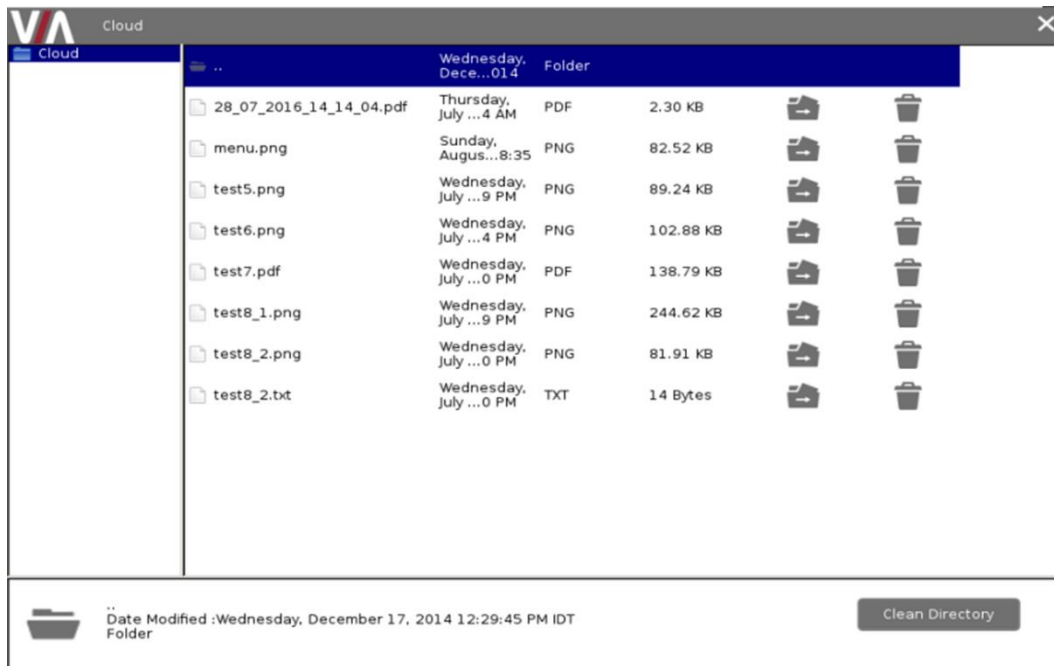 VIA Cloud
Cloud
.. Wednesday, Dece...014 Folder
28_07_2016_14_14_04.pdf Thursday, July ...4 AM PDF 2.30 KB
menu.png Sunday, Augus...8:35 PNG 82.52 KB
test5.png Wednesday, July ...9 PM PNG 89.24 KB
test6.png Wednesday, July ...4 PM PNG 102.88 KB
test7.pdf Wednesday, July ...0 PM PDF 138.79 KB
test8_1.png Wednesday, July ...9 PM PNG 244.62 KB
test8_2.png Wednesday, July ...0 PM PNG 81.91 KB
test8_2.txt Wednesday, July ...0 PM TXT 14 Bytes
..
Date Modified :Wednesday, December 17, 2014 12:29:45 PM IDT
Folder
Clean Directory